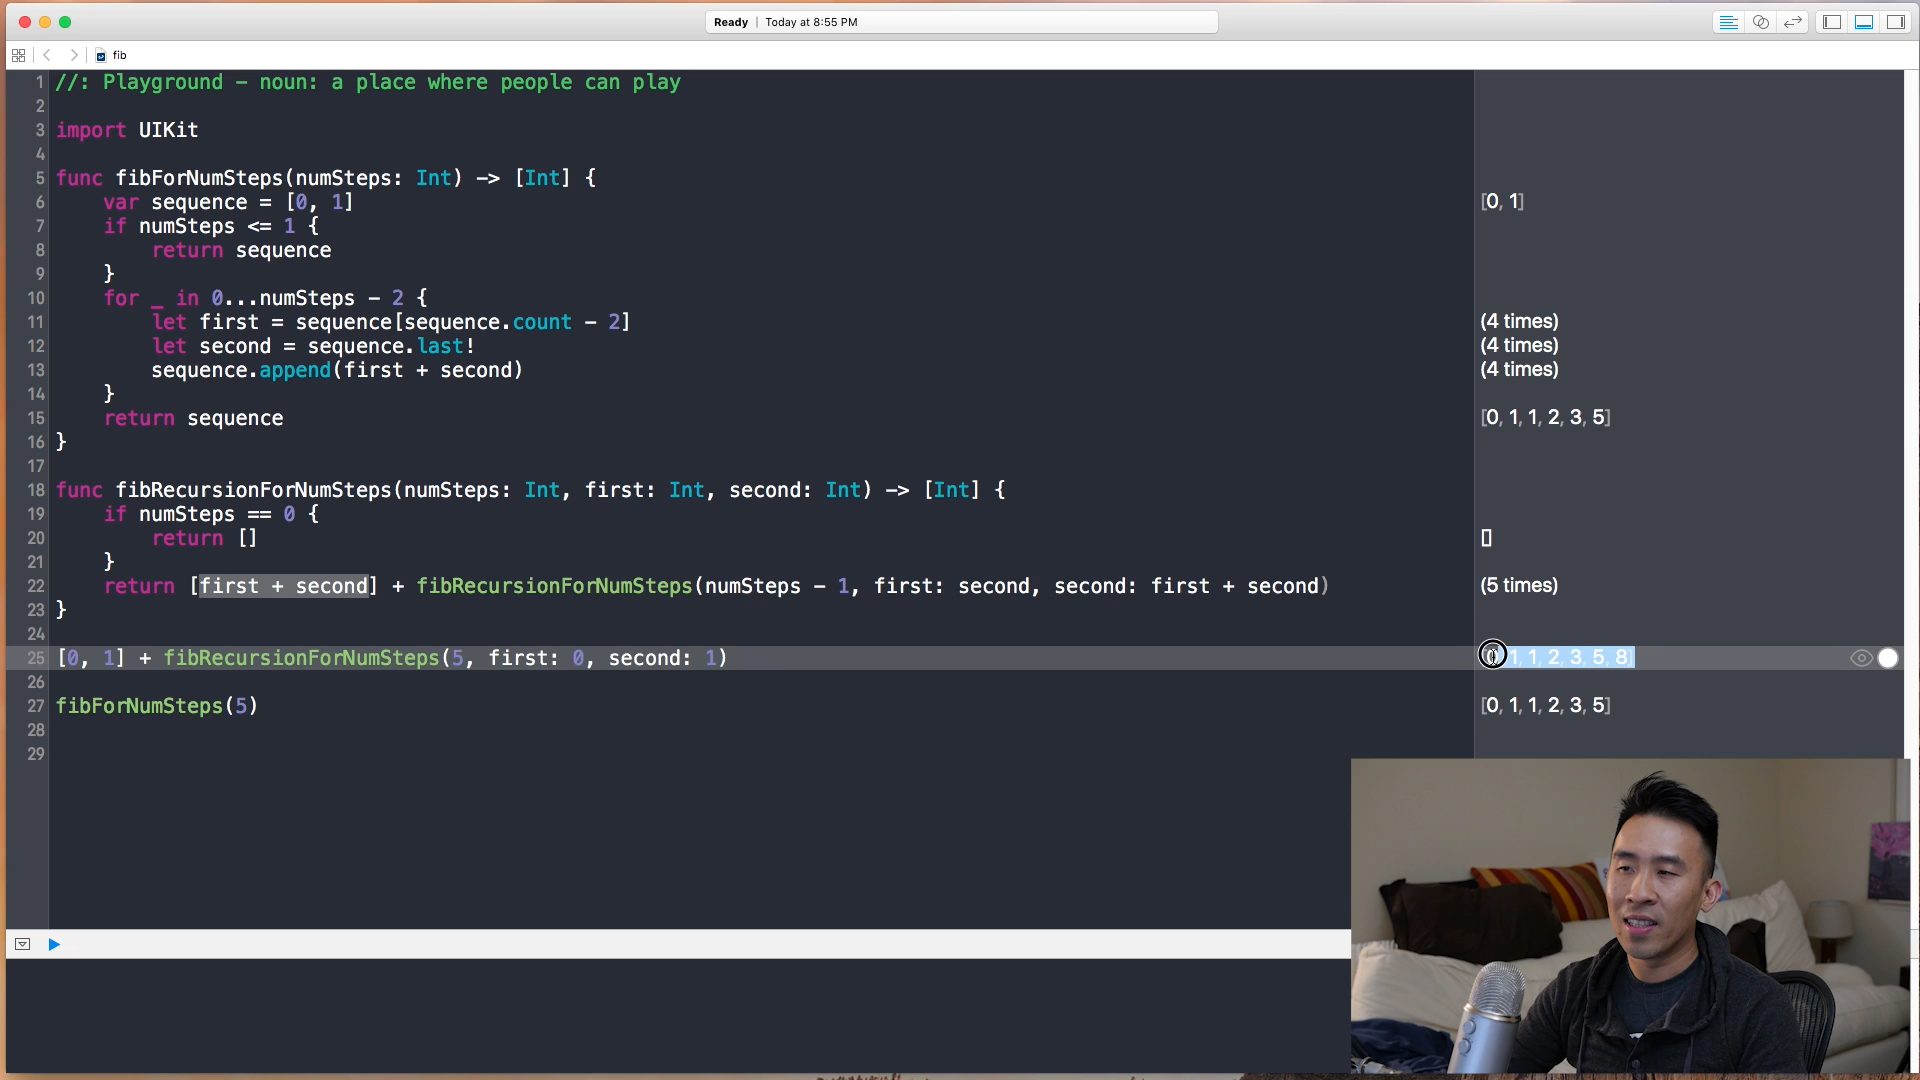 Ready | Today at 8:55 PM
fib
1 //: Playground - noun: a place where people can play
2
3 import UIKit
4
5 func fibForNumSteps(numSteps: Int) -> [Int] {
6 var sequence = [0, 1] [0, 1]
7 if numSteps <= 1 {
8 return sequence
9 }
10 for _ in 0...numSteps - 2 {
11 let first = sequence[sequence.count - 2] (4 times)
12 let second = sequence.last! (4 times)
13 sequence.append(first + second) (4 times)
14 }
15 return sequence [0, 1, 1, 2, 3, 5]
16 }
17
18 func fibRecursionForNumSteps(numSteps: Int, first: Int, second: Int) -> [Int] {
19 if numSteps == 0 {
20 return [] []
21 }
22 return [first + second] + fibRecursionForNumSteps(numSteps - 1, first: second, second: first + second) (5 times)
23 }
24
25 [0, 1] + fibRecursionForNumSteps(5, first: 0, second: 1) [0, 1, 1, 2, 3, 5, 8]
26
27 fibForNumSteps(5) [0, 1, 1, 2, 3, 5]
28
29